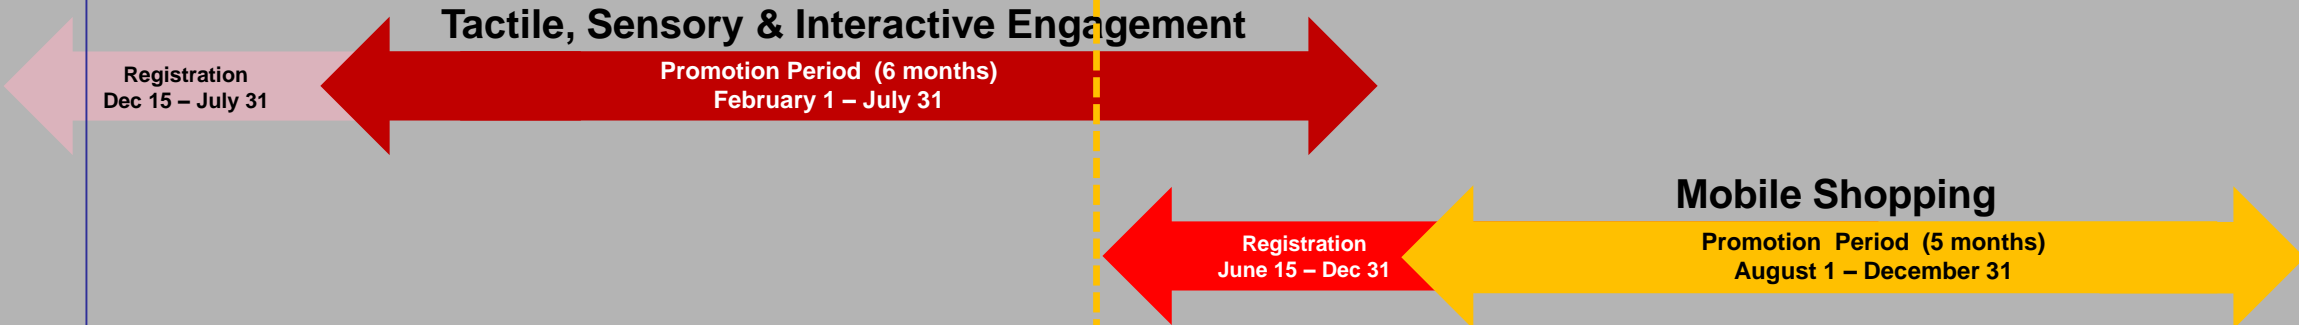 Tactile, Sensory & Interactive Engagement
Registration
Dec 15 – July 31
Promotion Period (6 months)
February 1 – July 31
Mobile Shopping
Registration
June 15 – Dec 31
Promotion Period (5 months)
August 1 – December 31